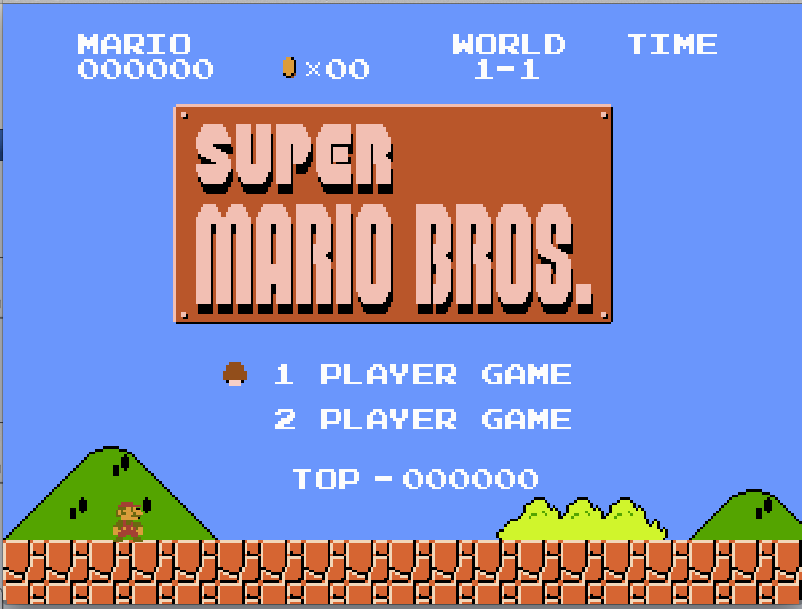 MARIO WORLD TIME
000000 ×00 1-1
SUPER
MARIO BROS.
1 PLAYER GAME
2 PLAYER GAME
TOP - 000000